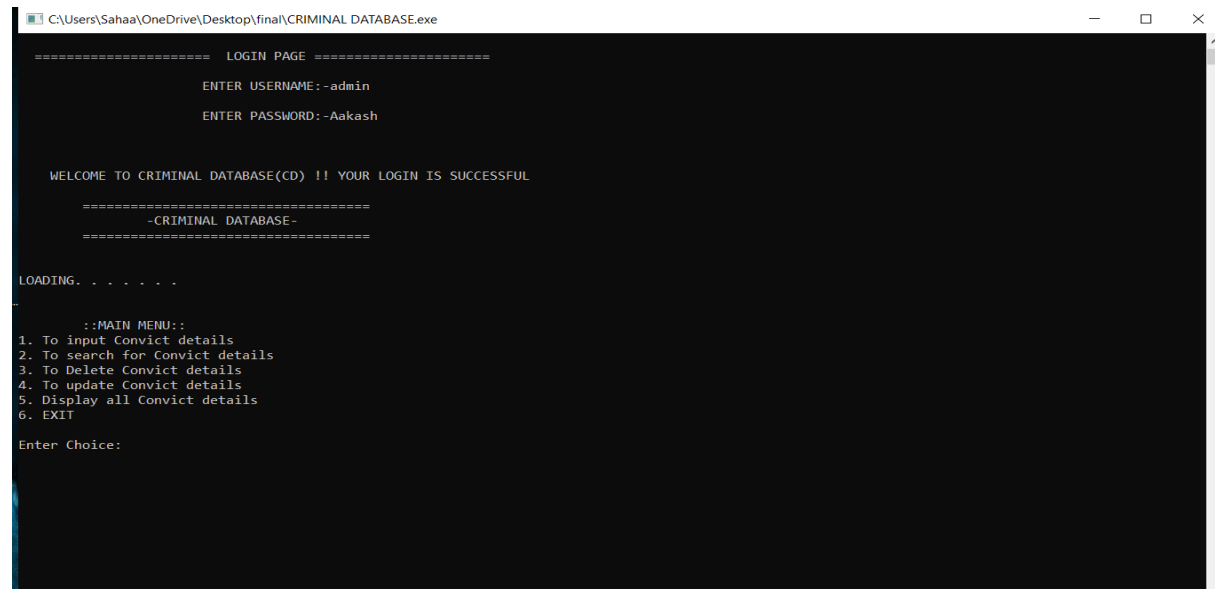 C:\Users\Sahaa\OneDrive\Desktop\final\CRIMINAL DATABASE.exe
====================== LOGIN PAGE ======================
ENTER USERNAME:-admin
ENTER PASSWORD:-Aakash
WELCOME TO CRIMINAL DATABASE(CD) !! YOUR LOGIN IS SUCCESSFUL
====================================
-CRIMINAL DATABASE-
====================================
LOADING. . . . . . .
::MAIN MENU::
1. To input Convict details
2. To search for Convict details
3. To Delete Convict details
4. To update Convict details
5. Display all Convict details
6. EXIT
Enter Choice: